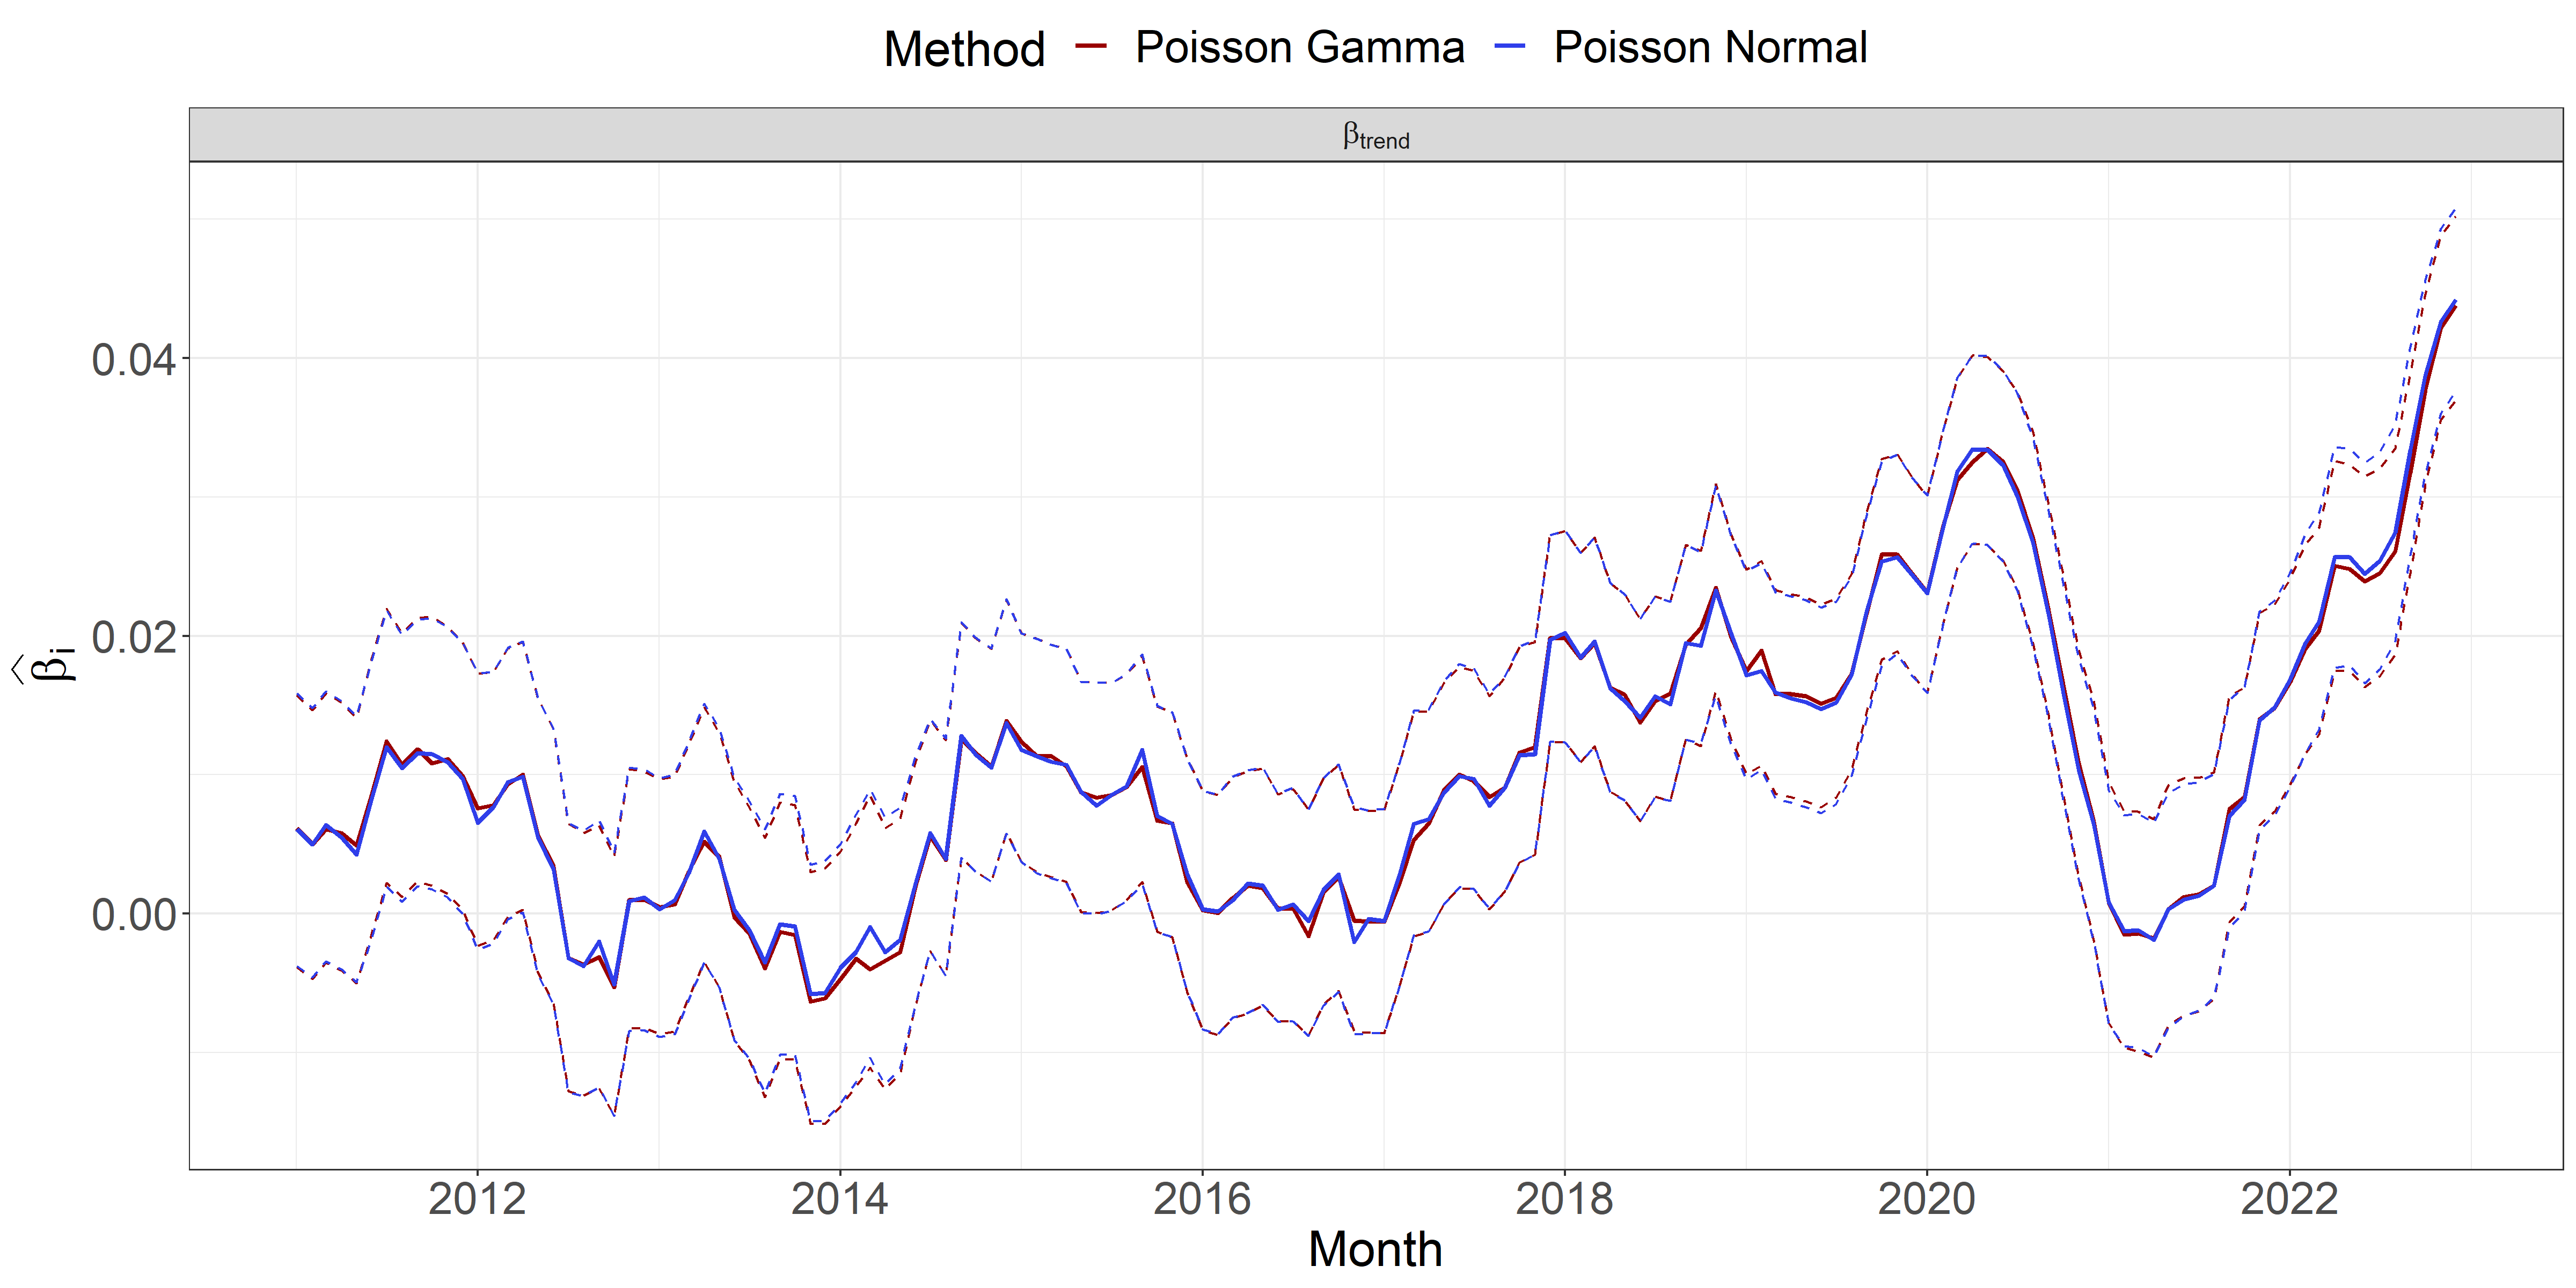 Method Poisson Gamma Poisson Normal
βtrend
0.04
0.02
0.00
β̂i
2012 2014 2016 2018 2020 2022
Month